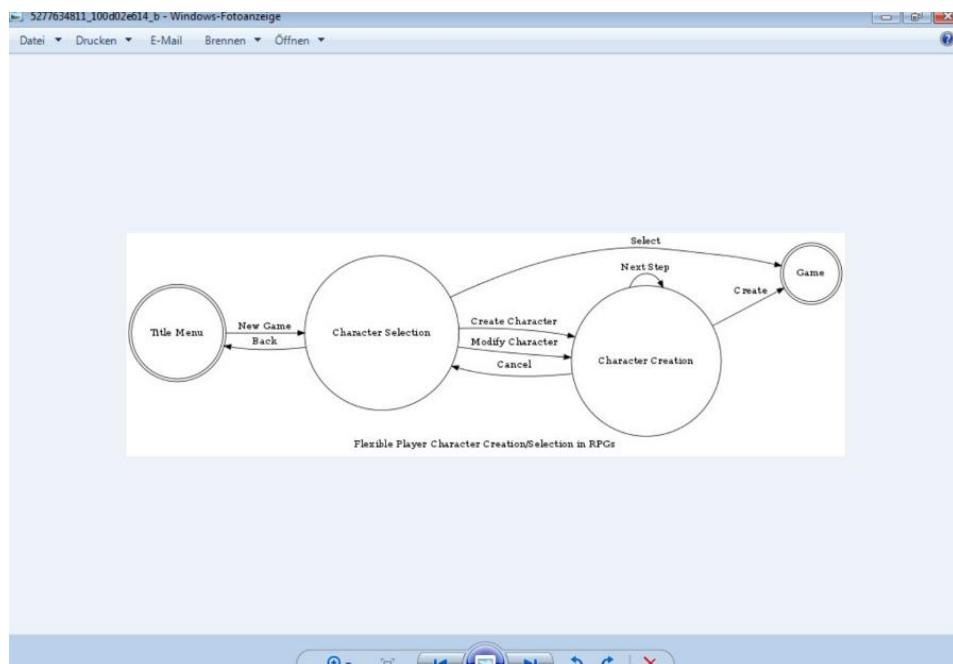 5277634811_100d02e614_b - Windows-Fotoanzeige
Datei Drucken E-Mail Brennen Öffnen
Select
Next Step
Game
Create
Title Menu
New Game
Back
Character Selection
Create Character
Modify Character
Cancel
Character Creation
Flexible Player Character Creation/Selection in RPGs